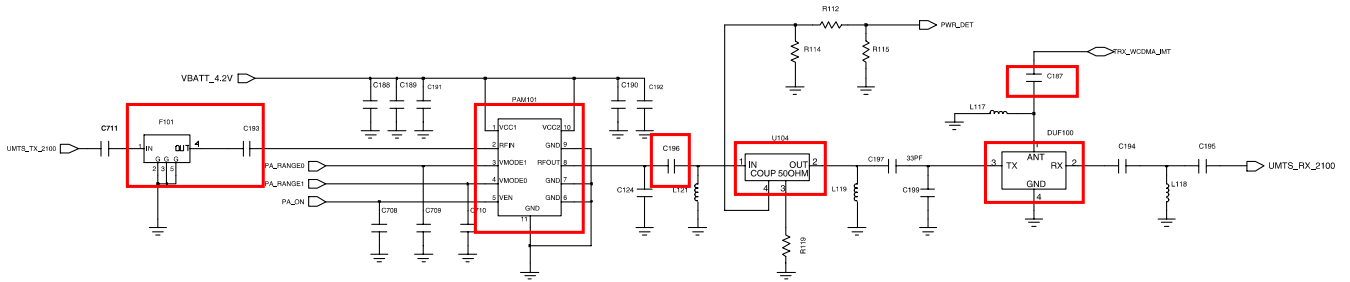 R112
PWR_DET
R114
R115
TRX_WCDMA_IMT
C187
VBATT_4.2V
C188
C189
C191
C190
C192
L117
PAM101
F101
C711
C193
UMTS_TX_2100
1 IN
OUT 4
G G G
2 3 5
1 VCC1
VCC2 10
2 RFIN
GND 9
PA_RANGE0
3 VMODE1
RFOUT 8
PA_RANGE1
4 VMODE0
GND 7
PA_ON
5 VEN
GND 6
GND
11
C708
C709
C710
C196
C124
L121
U104
1 IN
OUT 2
COUP 50OHM
4 3
R119
L119
C197
33PF
C199
DUF100
1
ANT
3 TX
RX 2
GND
4
C194
C195
L118
UMTS_RX_2100